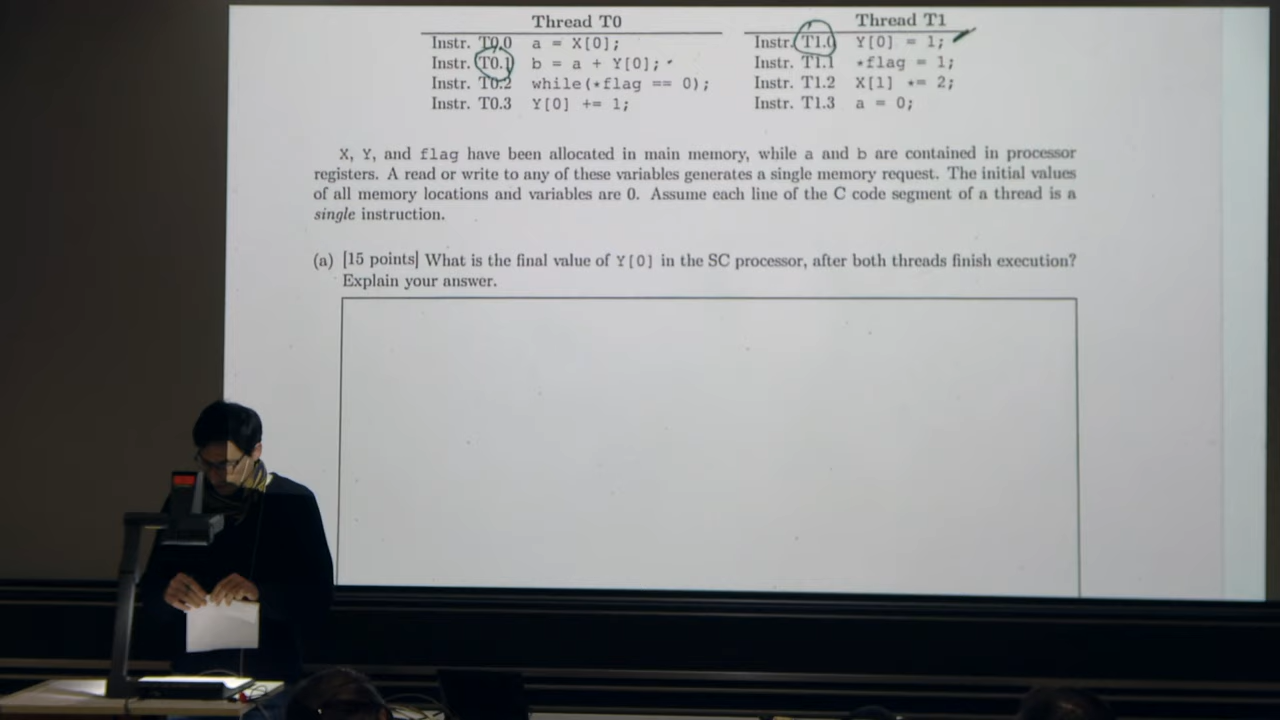 Thread T0
Instr. T0.0 a = X[0];
Instr. T0.1 b = a + Y[0];
Instr. T0.2 while(*flag == 0);
Instr. T0.3 Y[0] += 1;
Thread T1
Instr. T1.0 Y[0] = 1;
Instr. T1.1 *flag = 1;
Instr. T1.2 X[1] *= 2;
Instr. T1.3 a = 0;
X, Y, and flag have been allocated in main memory, while a and b are contained in processor
registers. A read or write to any of these variables generates a single memory request. The initial values
of all memory locations and variables are 0. Assume each line of the C code segment of a thread is a
single instruction.
(a) [15 points] What is the final value of Y[0] in the SC processor, after both threads finish execution?
Explain your answer.